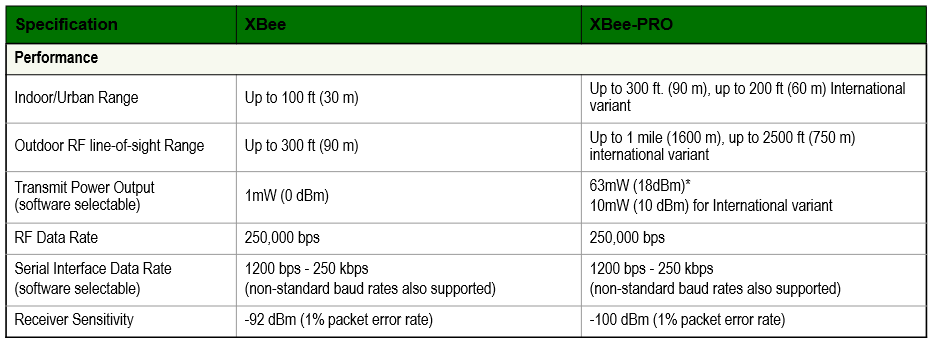 Specification XBee XBee-PRO
Performance
Indoor/Urban Range Up to 100 ft (30 m) Up to 300 ft. (90 m), up to 200 ft (60 m) International
variant
Outdoor RF line-of-sight Range Up to 300 ft (90 m) Up to 1 mile (1600 m), up to 2500 ft (750 m)
international variant
Transmit Power Output
(software selectable) 1mW (0 dBm) 63mW (18dBm)*
10mW (10 dBm) for International variant
RF Data Rate 250,000 bps 250,000 bps
Serial Interface Data Rate
(software selectable) 1200 bps - 250 kbps
(non-standard baud rates also supported) 1200 bps - 250 kbps
(non-standard baud rates also supported)
Receiver Sensitivity -92 dBm (1% packet error rate) -100 dBm (1% packet error rate)